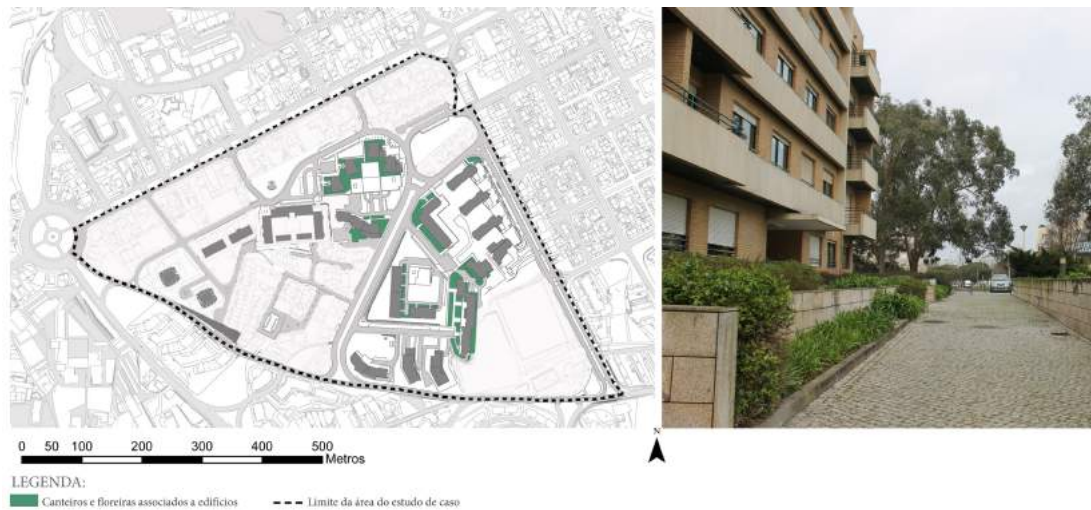 0 50 100 200 300 400 500
Metros
N
LEGENDA:
Canteiros e floreiras associados a edifícios
Limite da área do estudo de caso